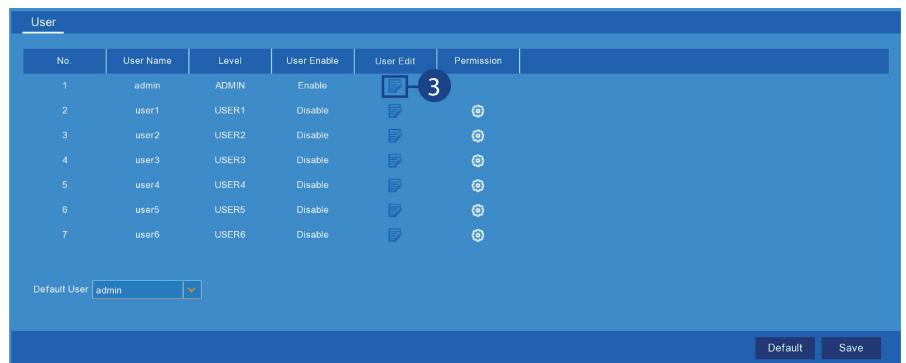 User
No. User Name Level User Enable User Edit Permission
1 admin ADMIN Enable 3
2 user1 USER1 Disable
3 user2 USER2 Disable
4 user3 USER3 Disable
5 user4 USER4 Disable
6 user5 USER5 Disable
7 user6 USER6 Disable
Default User admin
Default Save